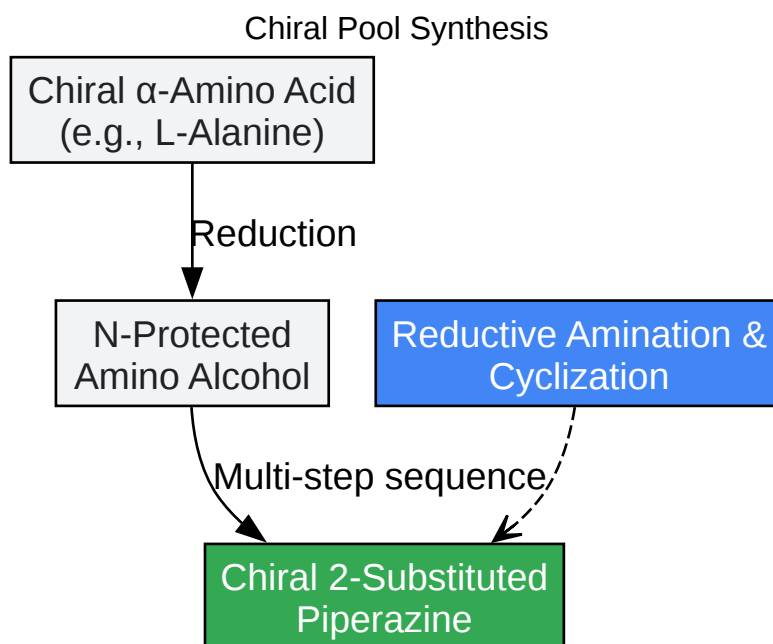 Chiral Pool Synthesis
Chiral α-Amino Acid
(e.g., L-Alanine)
Reduction
N-Protected
Amino Alcohol
Reductive Amination &
Cyclization
Multi-step sequence
Chiral 2-Substituted
Piperazine